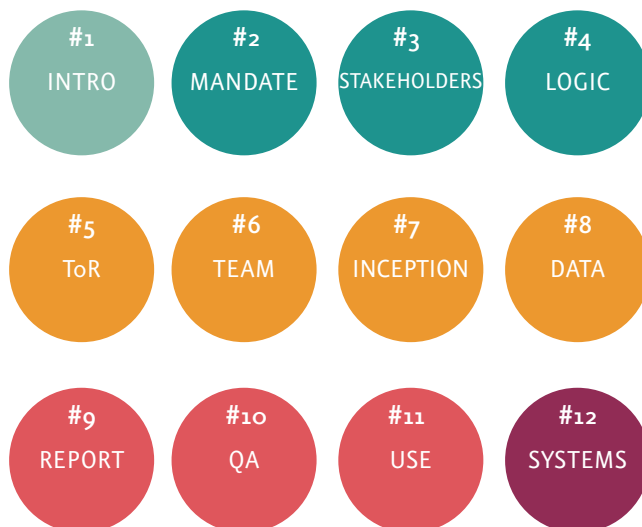 #1
INTRO
#2
MANDATE
#3
STAKEHOLDERS
#4
LOGIC
#5
ToR
#6
TEAM
#7
INCEPTION
#8
DATA
#9
REPORT
#10
QA
#11
USE
#12
SYSTEMS